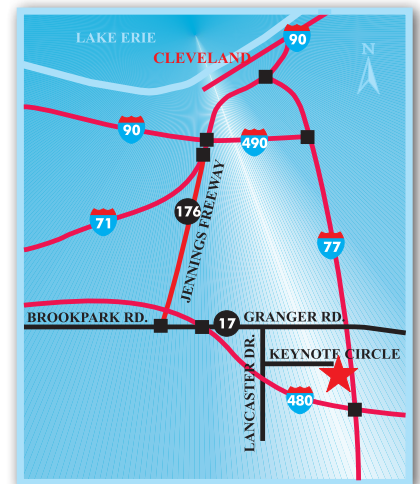 LAKE ERIE
90
N
CLEVELAND
90
490
176
JENNINGS FREEWAY
71
77
BROOKPARK RD.
17
GRANGER RD.
LANCASTER DR.
KEYNOTE CIRCLE
480